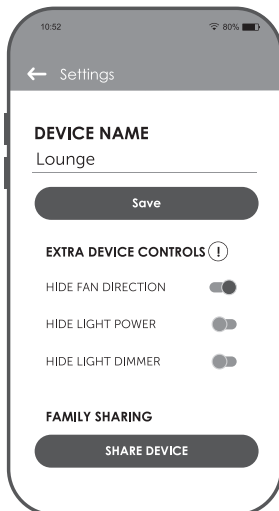 10:52 80%
Settings
DEVICE NAME
Lounge
Save
EXTRA DEVICE CONTROLS !
HIDE FAN DIRECTION
HIDE LIGHT POWER
HIDE LIGHT DIMMER
FAMILY SHARING
SHARE DEVICE